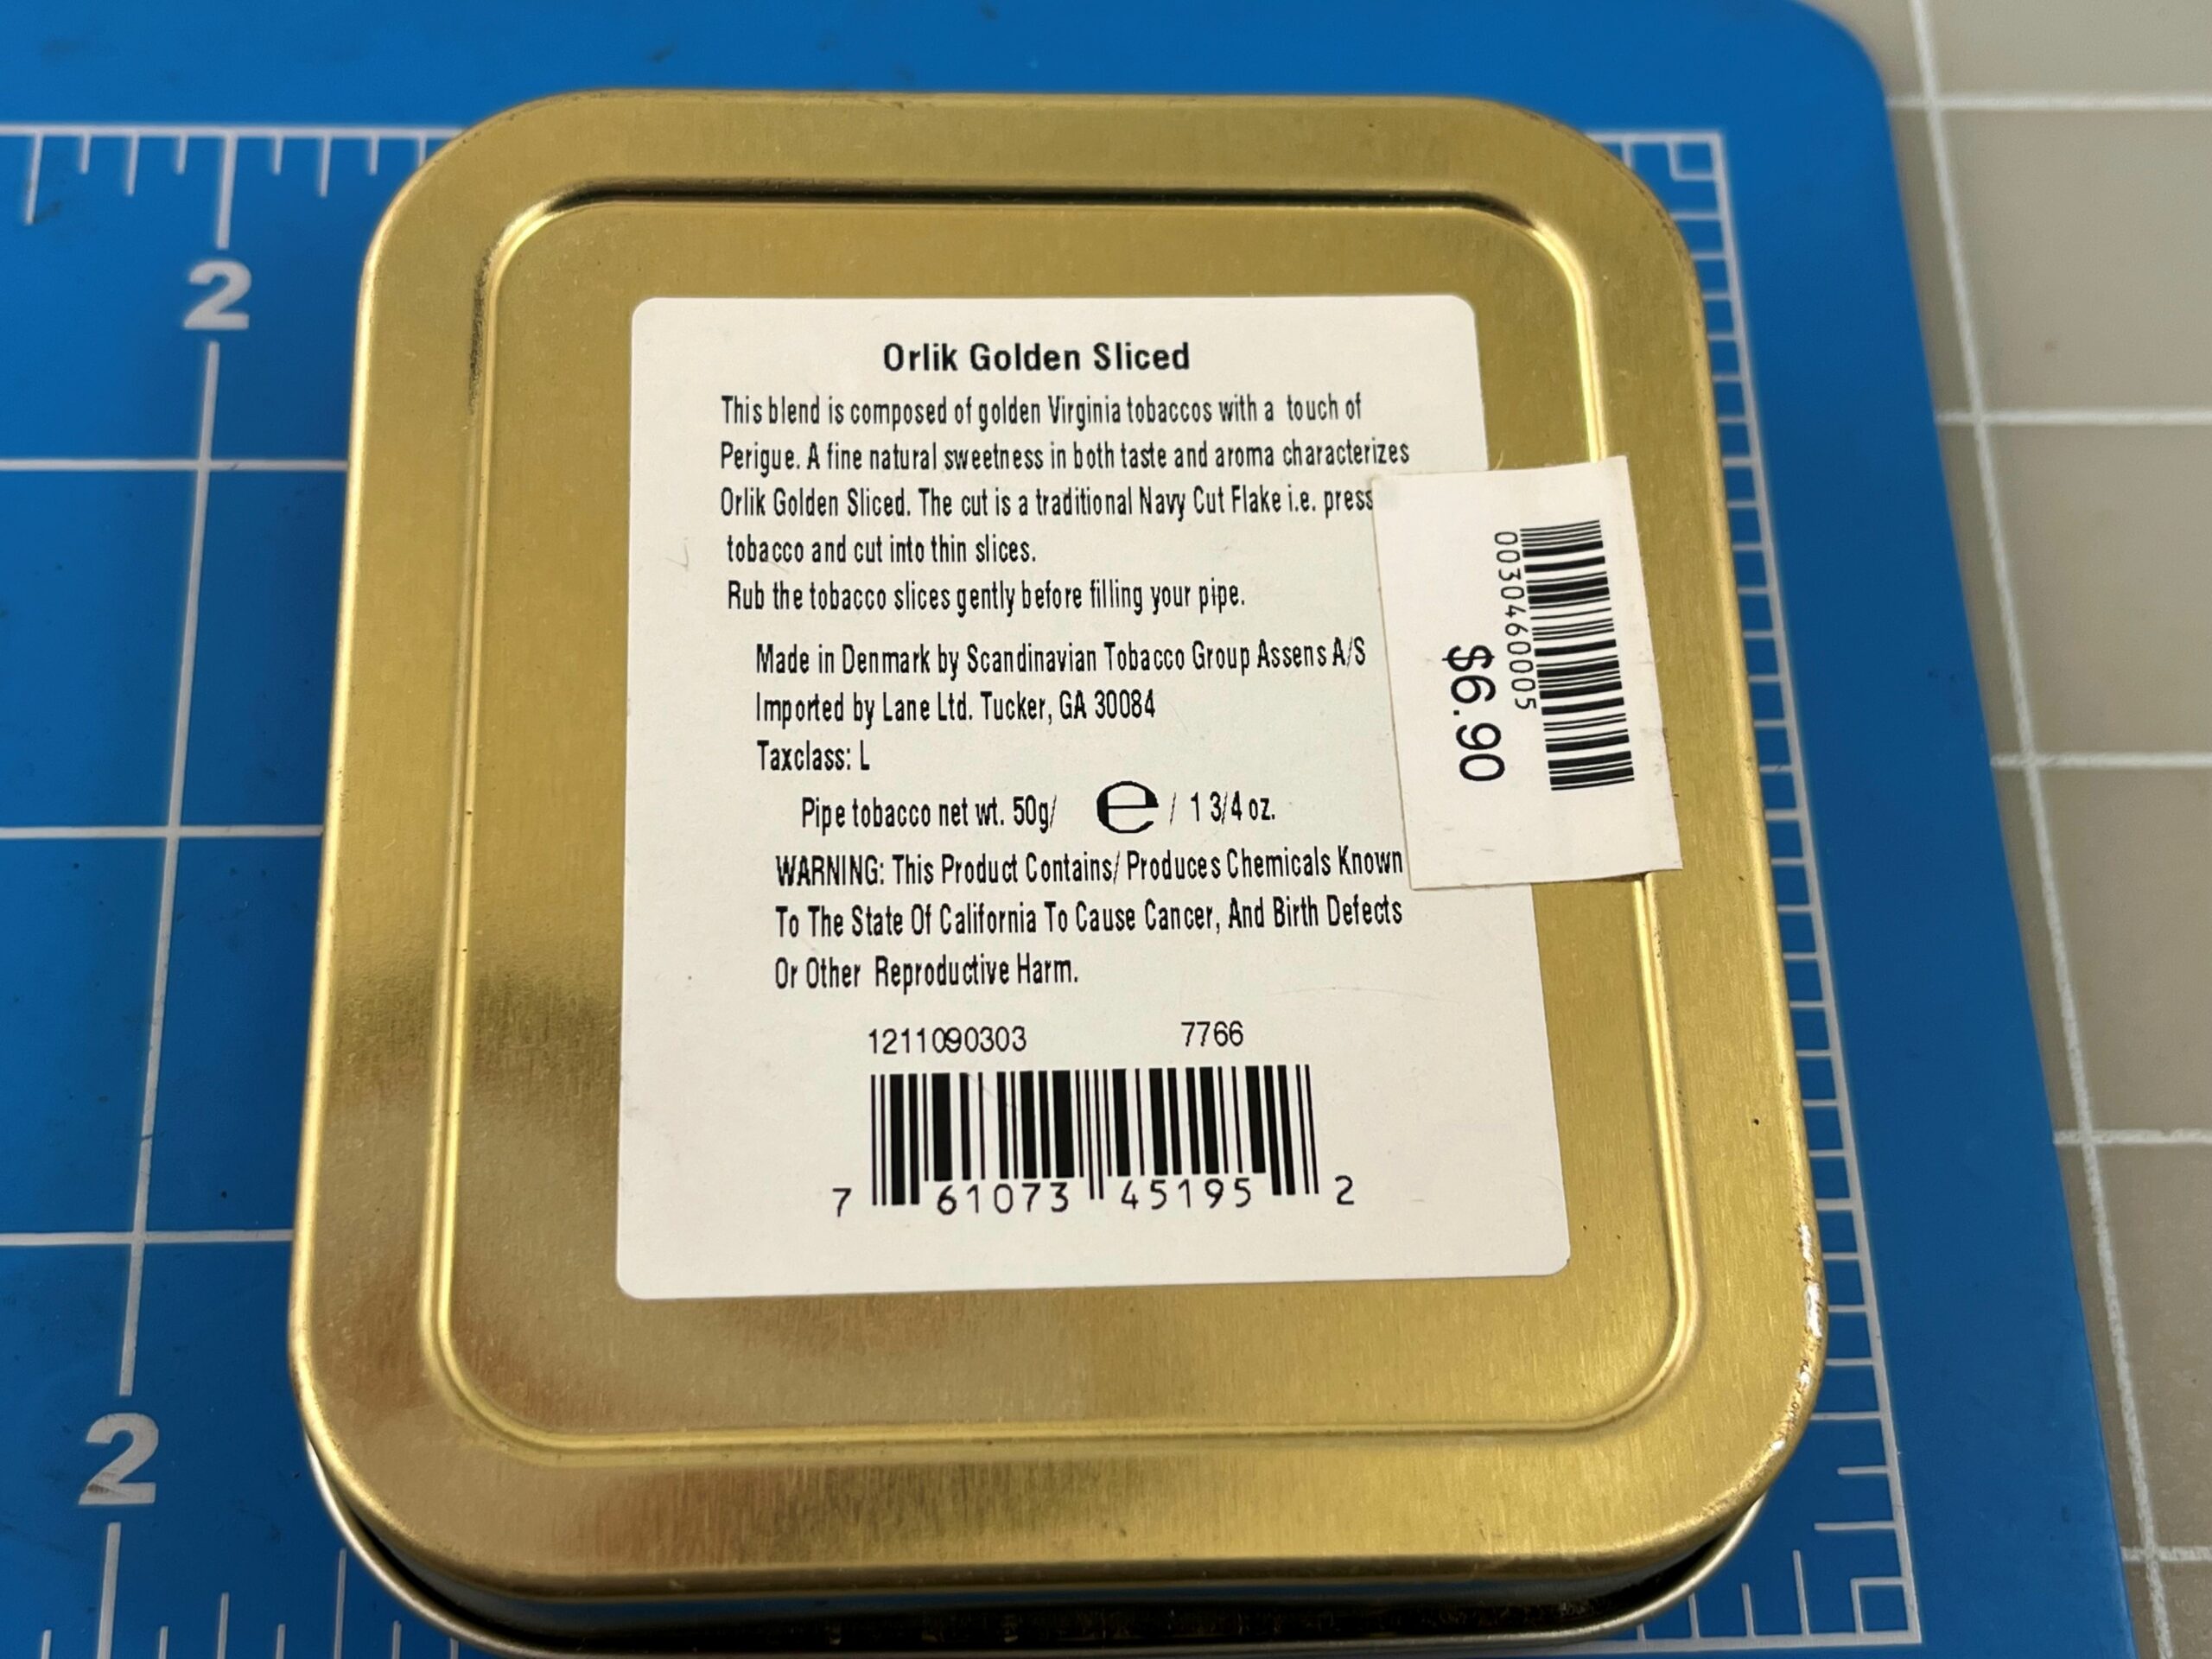 2
Orlik Golden Sliced
This blend is composed of golden Virginia tobaccos with a touch of
Perigue. A fine natural sweetness in both taste and aroma characterizes
Orlik Golden Sliced. The cut is a traditional Navy Cut Flake i.e. press
tobacco and cut into thin slices.
Rub the tobacco slices gently before filling your pipe.
Made in Denmark by Scandinavian Tobacco Group Assens A/S
Imported by Lane Ltd. Tucker, GA 30084
Taxclass: L
Pipe tobacco net wt. 50g/ e / 1 3/4 oz.
WARNING: This Product Contains/ Produces Chemicals Known
To The State Of California To Cause Cancer, And Birth Defects
Or Other Reproductive Harm.
1211090303 7766
7 61073 45195 2
0030460005
$6.90
2